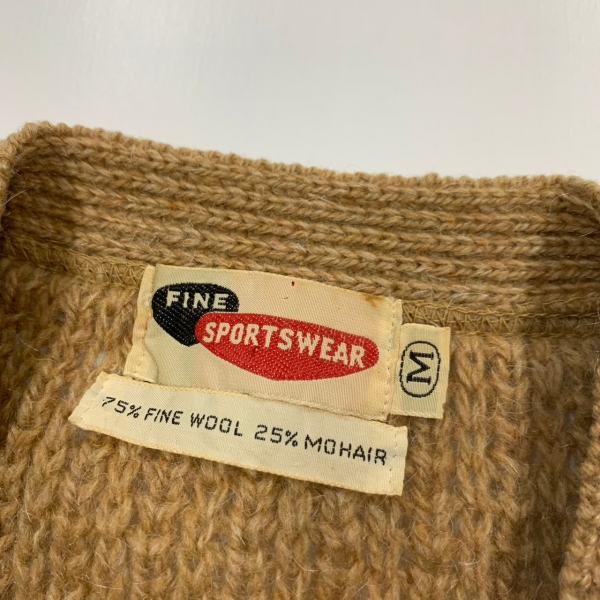 FINE
SPORTSWEAR
M
75% FINE WOOL 25% MOHAIR